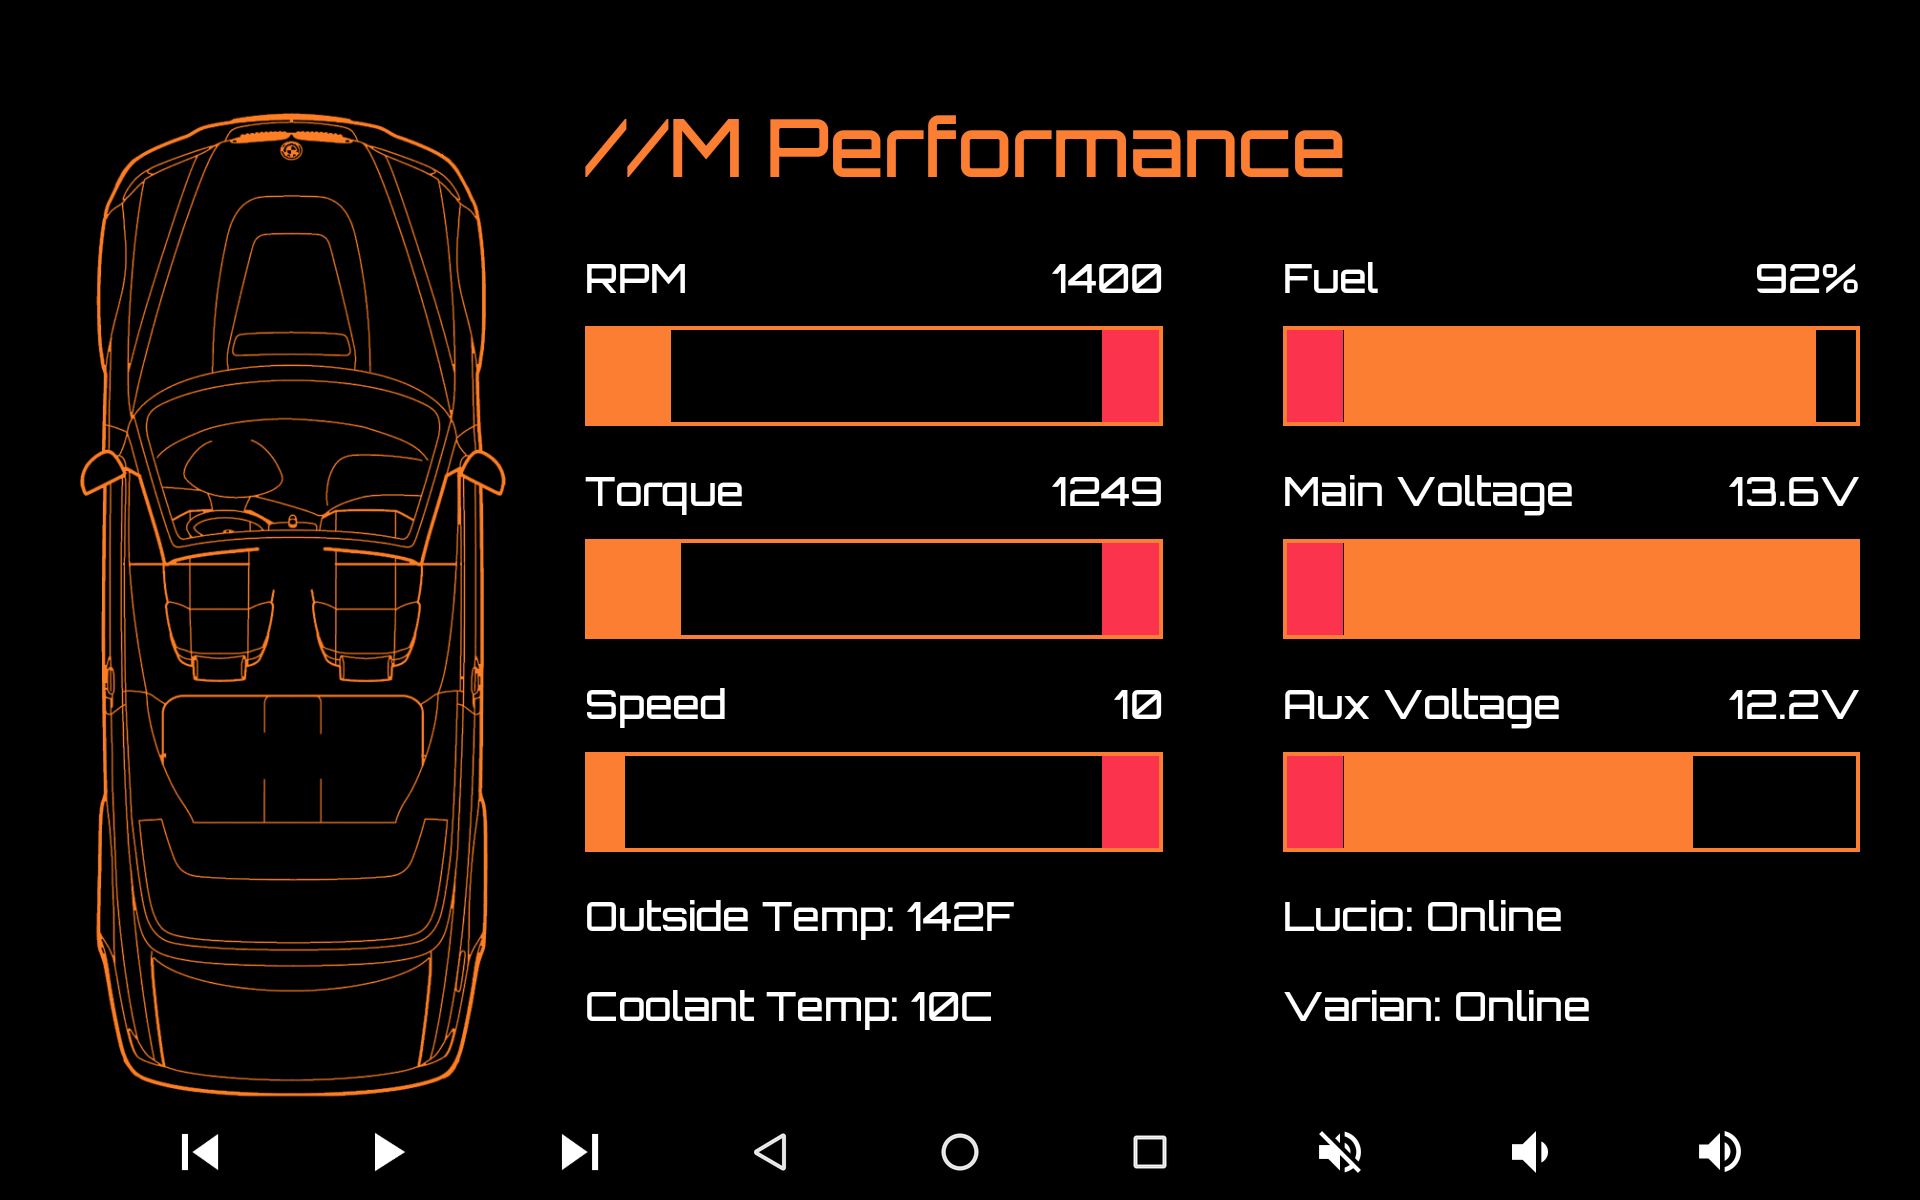 //M Performance
RPM 1400
Fuel 92%
Torque 1249
Main Voltage 13.6V
Speed 10
Aux Voltage 12.2V
Outside Temp: 142F
Lucio: Online
Coolant Temp: 10C
Varian: Online